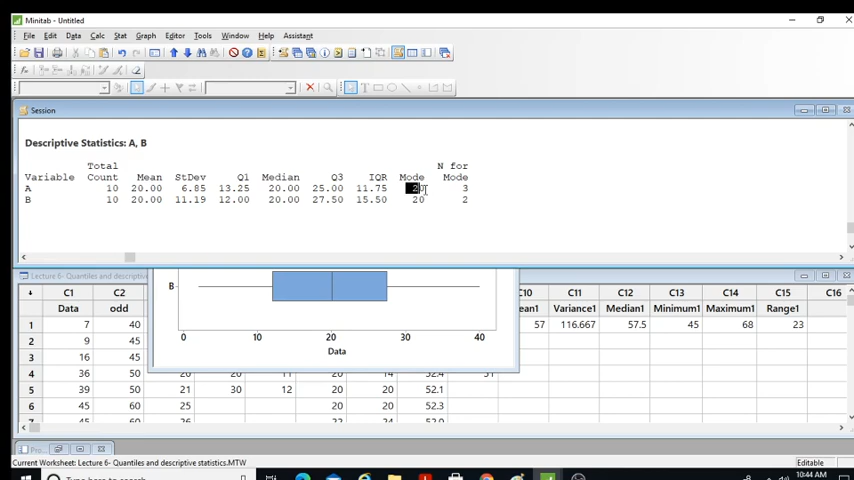 Minitab - Untitled
File Edit Data Calc Stat Graph Editor Tools Window Help Assistant
Session
Descriptive Statistics: A, B
Total N for
Variable Count Mean StDev Q1 Median Q3 IQR Mode Mode
A 10 20.00 6.85 13.25 20.00 25.00 11.75 20 3
B 10 20.00 11.19 12.00 20.00 27.50 15.50 20 2
Lecture 6- Quantiles and descriptive
B
0 10 20 30 40
Data
C1 C2 C10 C11 C12 C13 C14 C15 C16
Data odd Variance1 Median1 Minimum1 Maximum1 Range1
1 7 40 57 116.667 57.5 45 68 23
2 9 45
3 16 45
4 36 50
5 39 50 21 30 12 20 20 52.1
6 45 60 25 20 20 52.3
7
Current Worksheet: Lecture 6- Quantiles and descriptive statistics.MTW Editable
10:44 AM